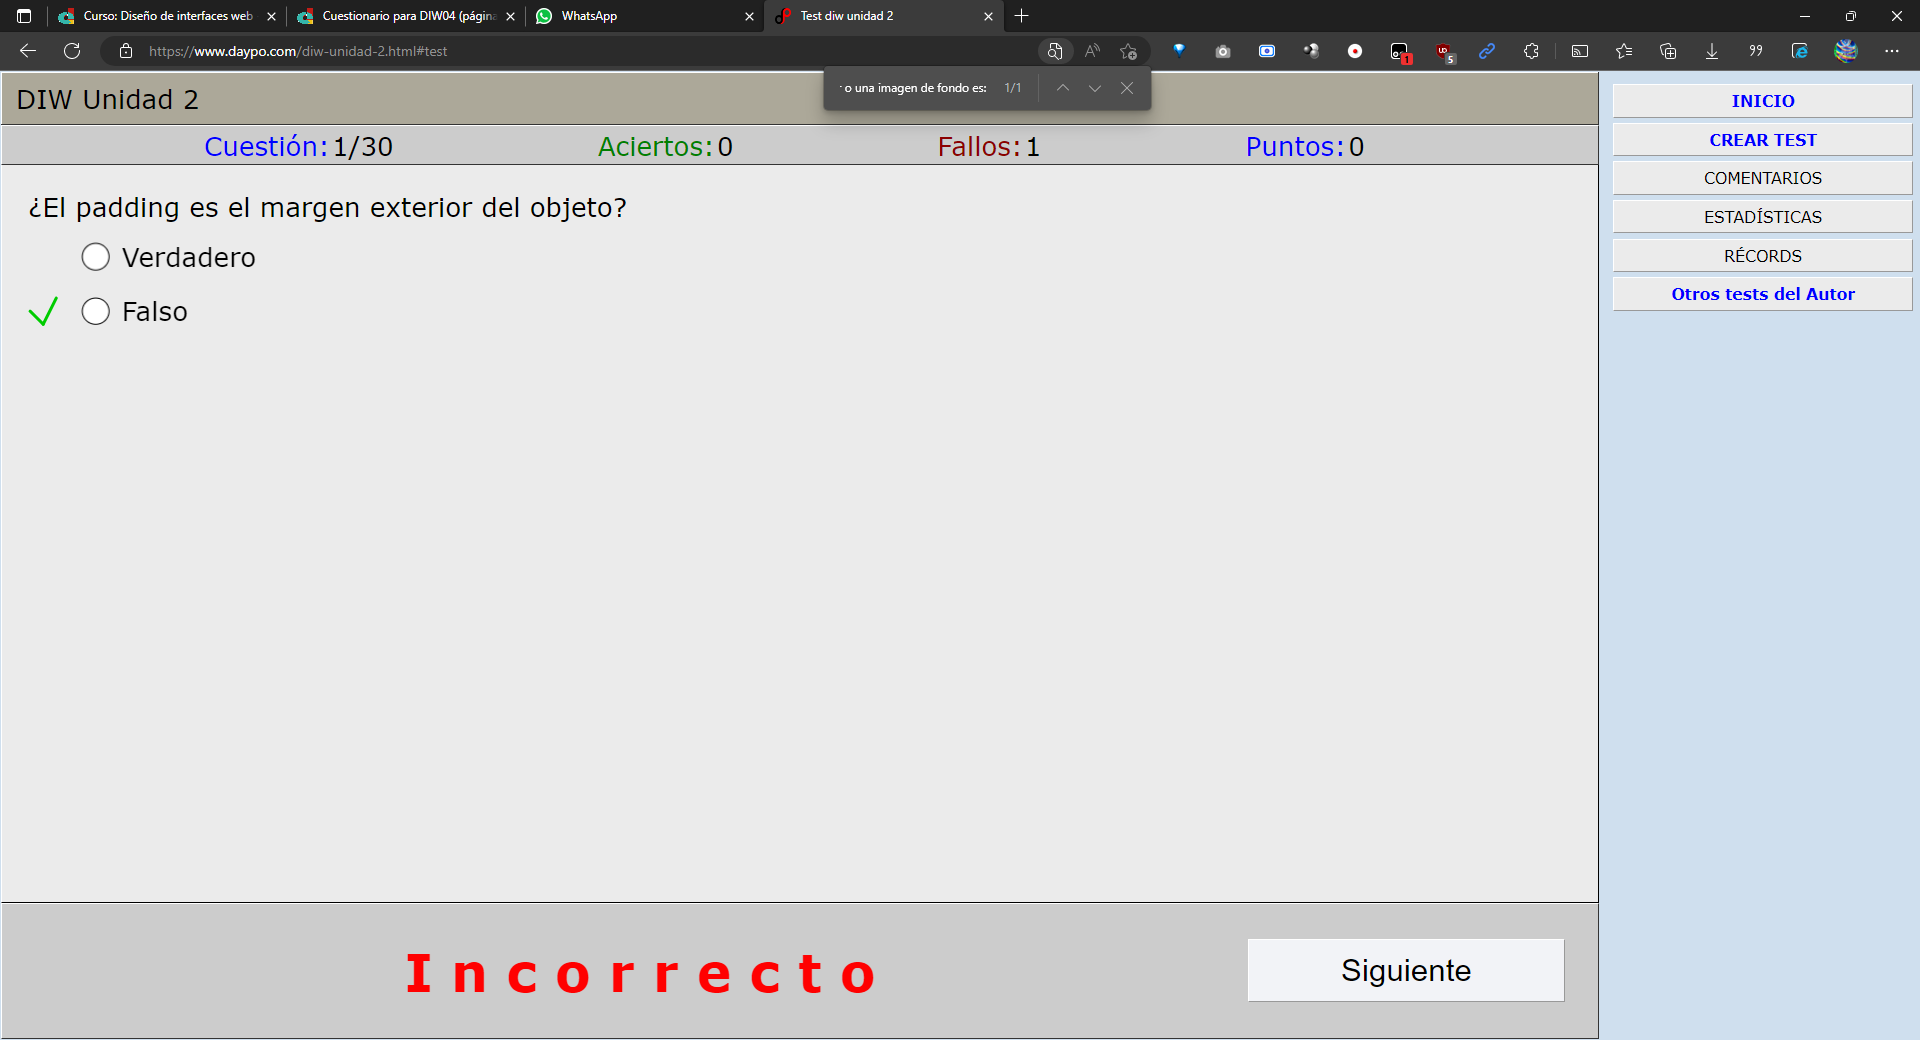 Curso: Diseño de interfaces web
Cuestionario para DIW04 (página
WhatsApp
Test diw unidad 2
https://www.daypo.com/diw-unidad-2.html#test
1
5
o una imagen de fondo es:
1/1
DIW Unidad 2
Cuestión: 1/30
Aciertos: 0
Fallos: 1
Puntos: 0
¿El padding es el margen exterior del objeto?
Verdadero
Falso
Incorrecto
Siguiente
INICIO
CREAR TEST
COMENTARIOS
ESTADÍSTICAS
RÉCORDS
Otros tests del Autor